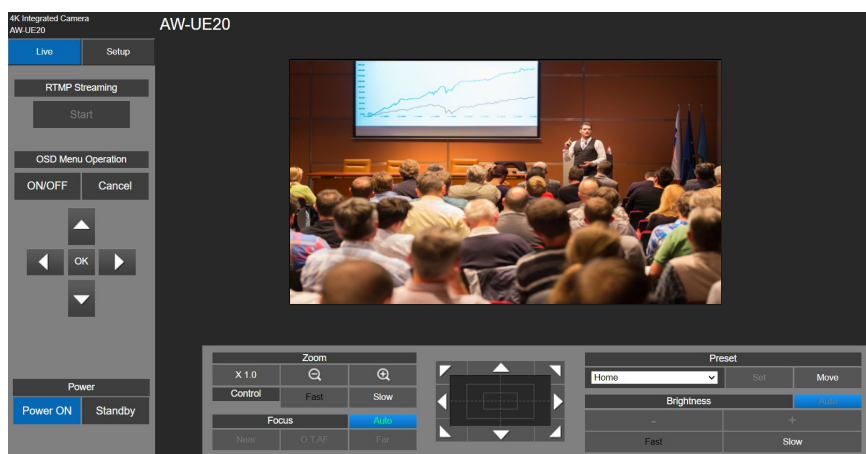 4K Integrated Camera
AW-UE20
AW-UE20
Live Setup
RTMP Streaming
Start
OSD Menu Operation
ON/OFF Cancel
OK
Power
Power ON Standby
Zoom
X 1.0
Control Fast Slow
Focus Auto
Near O.T.AF Far
Preset
Home Set Move
Brightness Auto
- +
Fast Slow